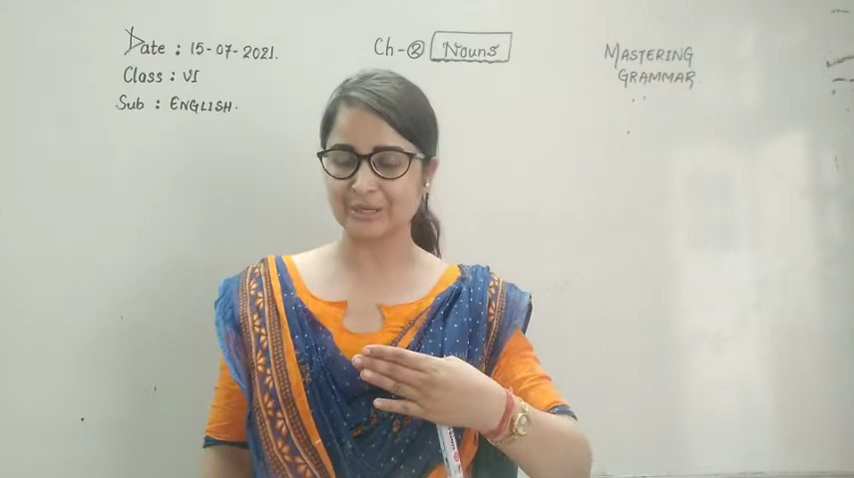 Date : 15-07-2021.
Class : VI
Sub : ENGLISH.
Ch-② Nouns
MASTERING
GRAMMAR